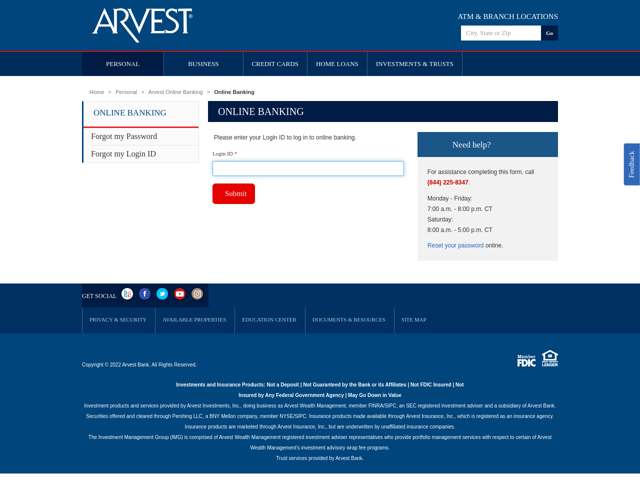 ARVEST
ATM & BRANCH LOCATIONS
City, State or Zip
Go
PERSONAL
BUSINESS
CREDIT CARDS
HOME LOANS
INVESTMENTS & TRUSTS
Home > Personal > Arvest Online Banking > Online Banking
ONLINE BANKING
Forgot my Password
Forgot my Login ID
ONLINE BANKING
Please enter your Login ID to log in to online banking.
Login ID *
Submit
Need help?
For assistance completing this form, call
(844) 225-8347.
Monday - Friday:
7:00 a.m. - 8:00 p.m. CT
Saturday:
8:00 a.m. - 5:00 p.m. CT
Reset your password online.
Feedback
GET SOCIAL
PRIVACY & SECURITY
AVAILABLE PROPERTIES
EDUCATION CENTER
DOCUMENTS & RESOURCES
SITE MAP
Copyright © 2022 Arvest Bank. All Rights Reserved.
Member
FDIC
LENDER
Investments and Insurance Products: Not a Deposit | Not Guaranteed by the Bank or its Affiliates | Not FDIC Insured | Not
Insured by Any Federal Government Agency | May Go Down in Value
Investment products and services provided by Arvest Investments, Inc., doing business as Arvest Wealth Management, member FINRA/SIPC, an SEC registered investment adviser and a subsidiary of Arvest Bank.
Securities offered and cleared through Pershing LLC, a BNY Mellon company, member NYSE/SIPC. Insurance products made available through Arvest Insurance, Inc., which is registered as an insurance agency.
Insurance products are marketed through Arvest Insurance, Inc., but are underwritten by unaffiliated insurance companies.
The Investment Management Group (IMG) is comprised of Arvest Wealth Management registered investment adviser representatives who provide portfolio management services with respect to certain of Arvest
Wealth Management's investment advisory wrap fee programs.
Trust services provided by Arvest Bank.